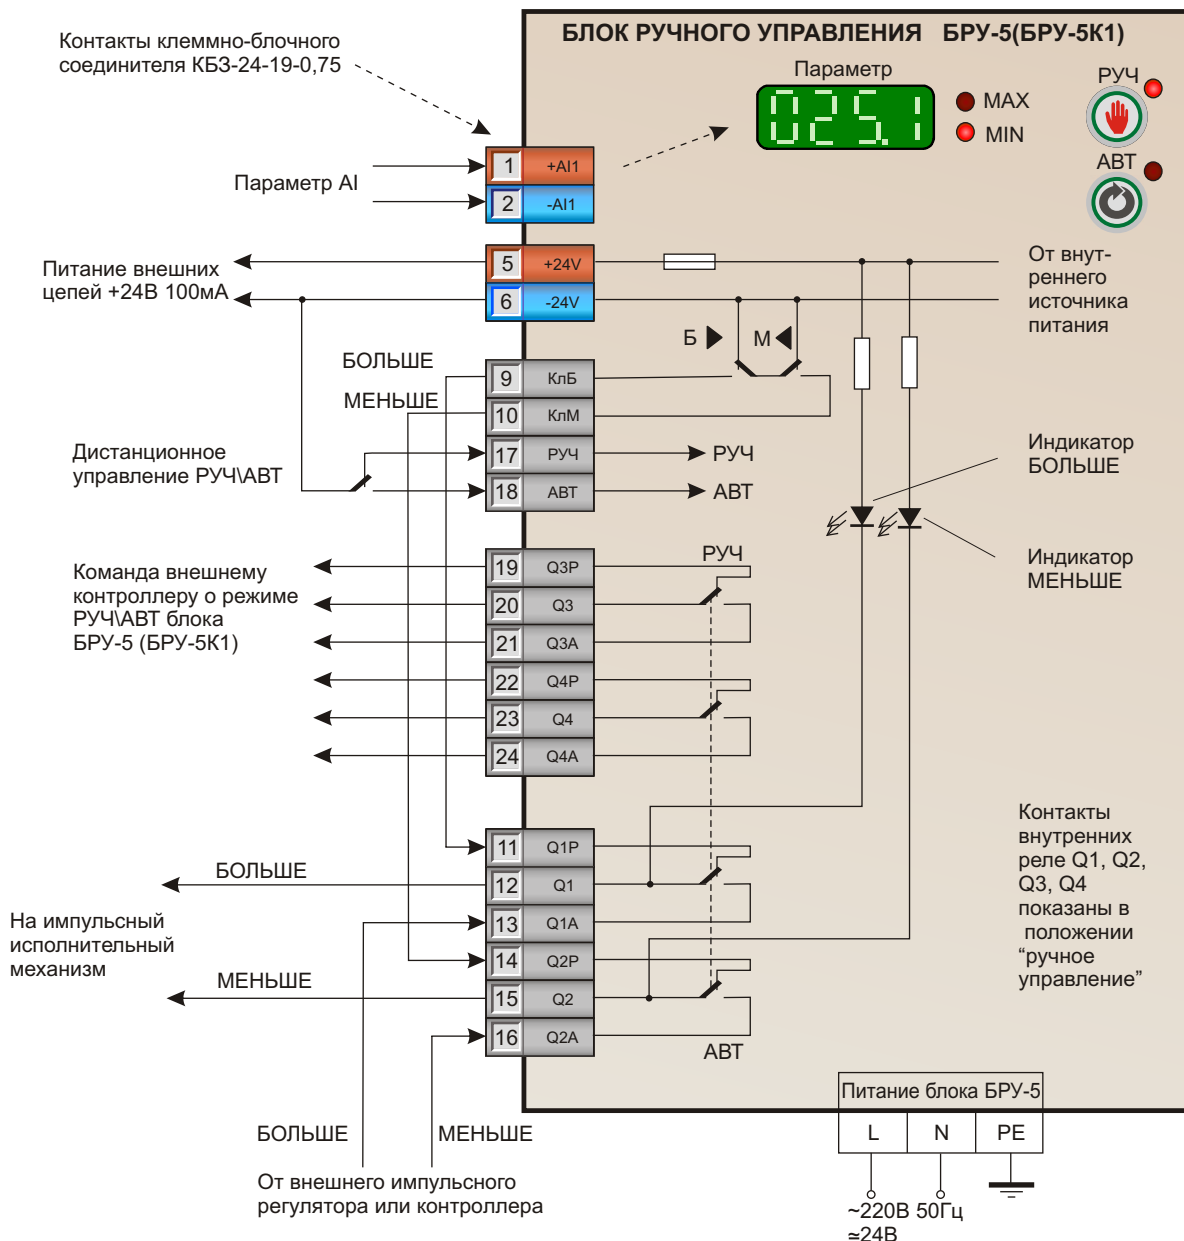 БЛОК РУЧНОГО УПРАВЛЕНИЯ БРУ-5(БРУ-5К1)
Контакты клеммно-блочного
соединителя КБЗ-24-19-0,75
Параметр
025.1
MAX
MIN
РУЧ
АВТ
Параметр AI
1 +AI1
2 -AI1
Питание внешних
цепей +24В 100мА
5 +24V
6 -24V
От внут-
реннего
источника
питания
Б
М
БОЛЬШЕ
МЕНЬШЕ
9 КлБ
10 КлМ
Дистанционное
управление РУЧ\АВТ
17 РУЧ
18 АВТ
РУЧ
АВТ
Индикатор
БОЛЬШЕ
Индикатор
МЕНЬШЕ
Команда внешнему
контроллеру о режиме
РУЧ\АВТ блока
БРУ-5 (БРУ-5К1)
19 Q3P
20 Q3
21 Q3A
22 Q4P
23 Q4
24 Q4A
РУЧ
11 Q1P
12 Q1
13 Q1A
14 Q2P
15 Q2
16 Q2A
АВТ
БОЛЬШЕ
На импульсный
исполнительный
механизм
МЕНЬШЕ
Контакты
внутренних
реле Q1, Q2,
Q3, Q4
показаны в
положении
“ручное
управление”
БОЛЬШЕ
МЕНЬШЕ
От внешнего импульсного
регулятора или контроллера
Питание блока БРУ-5
L N PE
~220В 50Гц
≃24В